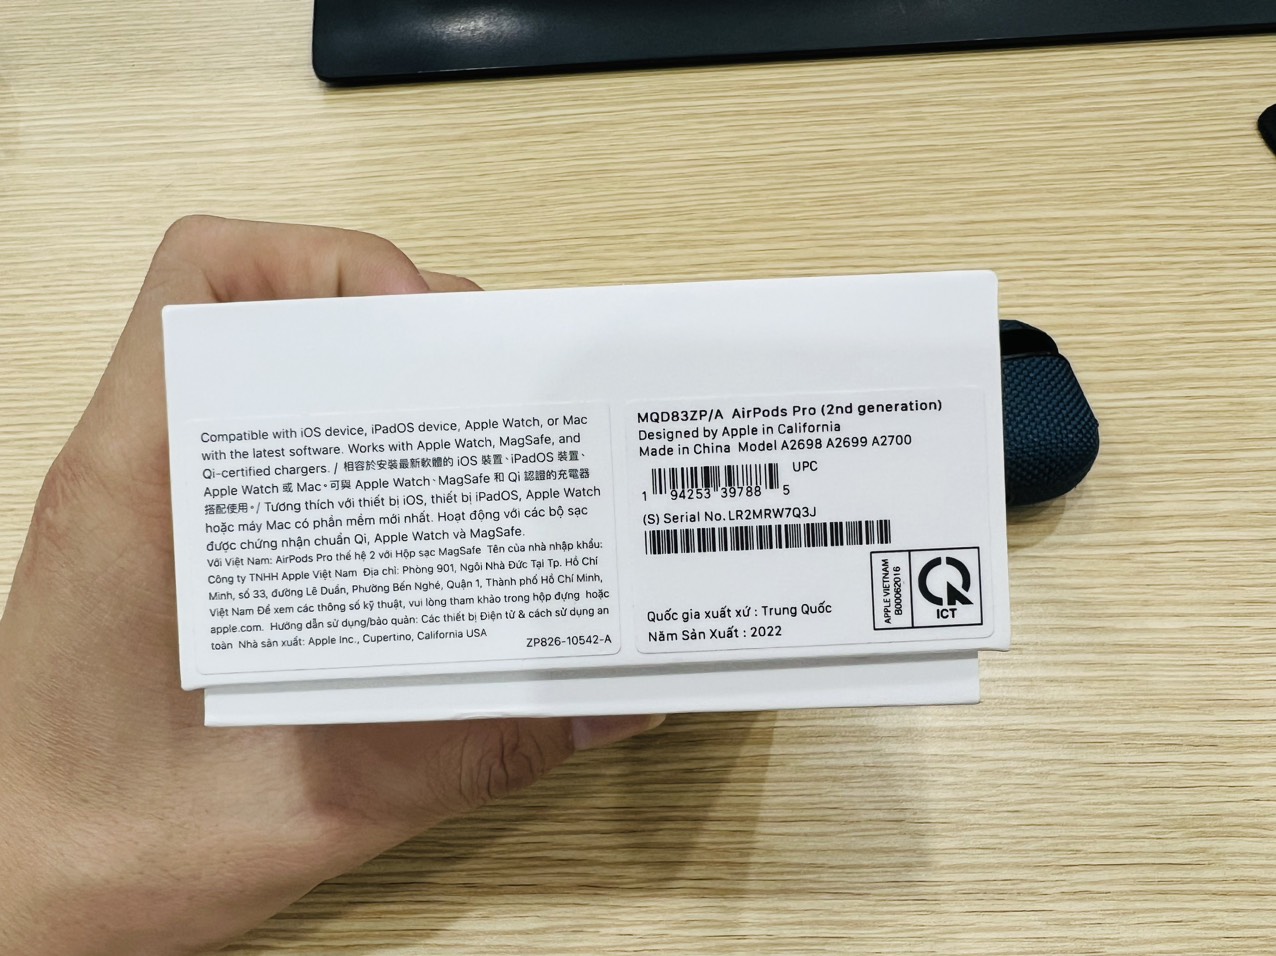 Compatible with iOS device, iPadOS device, Apple Watch, or Mac
with the latest software. Works with Apple Watch, MagSafe, and
Qi-certified chargers. / 相容於安裝最新軟體的 iOS 裝置、iPadOS 裝置、
Apple Watch 或 Mac。可與 Apple Watch、MagSafe 和 Qi 認證的充電器
搭配使用。/ Tương thích với thiết bị iOS, thiết bị iPadOS, Apple Watch
hoặc máy Mac có phần mềm mới nhất. Hoạt động với các bộ sạc
được chứng nhận chuẩn Qi, Apple Watch và MagSafe.
Với Việt Nam: AirPods Pro thế hệ 2 với Hộp sạc MagSafe Tên của nhà nhập khẩu:
Công ty TNHH Apple Việt Nam Địa chỉ: Phòng 901, Ngôi Nhà Đức Tại Tp. Hồ Chí
Minh, số 33, đường Lê Duẩn, Phường Bến Nghé, Quận 1, Thành phố Hồ Chí Minh,
Việt Nam Để xem các thông số kỹ thuật, vui lòng tham khảo trong hộp đựng hoặc
apple.com. Hướng dẫn sử dụng/bảo quản: Các thiết bị Điện tử & cách sử dụng an
toàn Nhà sản xuất: Apple Inc., Cupertino, California USA
ZP826-10542-A
MQD83ZP/A AirPods Pro (2nd generation)
Designed by Apple in California
Made in China Model A2698 A2699 A2700
UPC
1 94253 39788 5
(S) Serial No. LR2MRW7Q3J
Quốc gia xuất xứ : Trung Quốc
Năm Sản Xuất : 2022
APPLE VIETNAM
B00062016
ICT